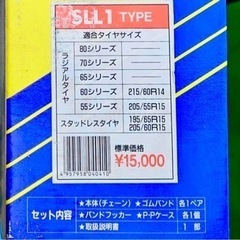 SLL1 TYPE
適合タイヤサイズ
ラジアルタイヤ
80シリーズ
70シリーズ
65シリーズ
60シリーズ 215/60R14
55シリーズ 205/55R15
スタッドレスタイヤ 195/65R15
205/60R15
標準価格
¥15,000
4957958040410
セット内容
★本体(チェーン) ★ゴムバンド 各1ペア
★ハンドフッカー ★P・Pケース 各1個
★取扱説明書 1部